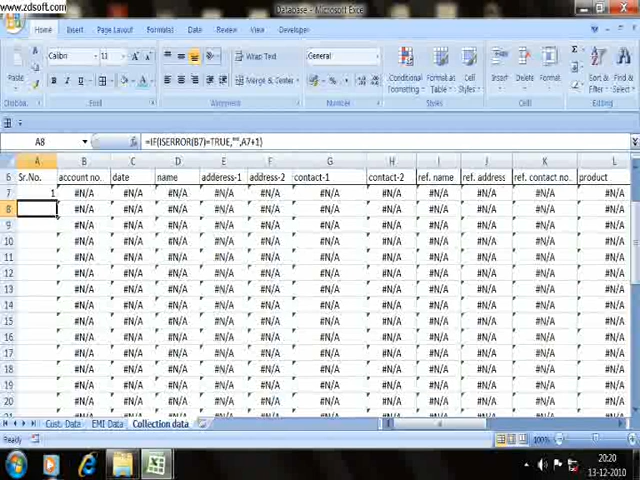 www.zdsoft.com
Database - Microsoft Excel
Home Page Layout Formulas Data Review View Developer
Calibri 11 Wrap Text General
Paste Merge & Center Conditional Formatting Format as Table Cell Styles Insert Delete Format Sort & Filter Find & Select
Font Alignment Number Styles Cells Editing
A8 =IF(ISERROR(B7)=TRUE,"",A7+1)
A B C D E F G H I J K L
6 Sr.No. account no. date name adderess-1 address-2 contact-1 contact-2 ref. name ref. address ref. contact no. product
7 1 #N/A #N/A #N/A #N/A #N/A #N/A #N/A #N/A #N/A #N/A #N/A
8 #N/A #N/A #N/A #N/A #N/A #N/A #N/A #N/A #N/A #N/A #N/A
9 #N/A #N/A #N/A #N/A #N/A #N/A #N/A #N/A #N/A #N/A #N/A
10 #N/A #N/A #N/A #N/A #N/A #N/A #N/A #N/A #N/A #N/A #N/A
11 #N/A #N/A #N/A #N/A #N/A #N/A #N/A #N/A #N/A #N/A #N/A
12 #N/A #N/A #N/A #N/A #N/A #N/A #N/A #N/A #N/A #N/A #N/A
13 #N/A #N/A #N/A #N/A #N/A #N/A #N/A #N/A #N/A #N/A #N/A
14 #N/A #N/A #N/A #N/A #N/A #N/A #N/A #N/A #N/A #N/A #N/A
15 #N/A #N/A #N/A #N/A #N/A #N/A #N/A #N/A #N/A #N/A #N/A
16 #N/A #N/A #N/A #N/A #N/A #N/A #N/A #N/A #N/A #N/A #N/A
17 #N/A #N/A #N/A #N/A #N/A #N/A #N/A #N/A #N/A #N/A #N/A
18 #N/A #N/A #N/A #N/A #N/A #N/A #N/A #N/A #N/A #N/A #N/A
19 #N/A #N/A #N/A #N/A #N/A #N/A #N/A #N/A #N/A #N/A #N/A
20 #N/A #N/A #N/A #N/A #N/A #N/A #N/A #N/A #N/A #N/A #N/A
Cust. Data EMI Data Collection data
Ready 100%
20:20
13-12-2010